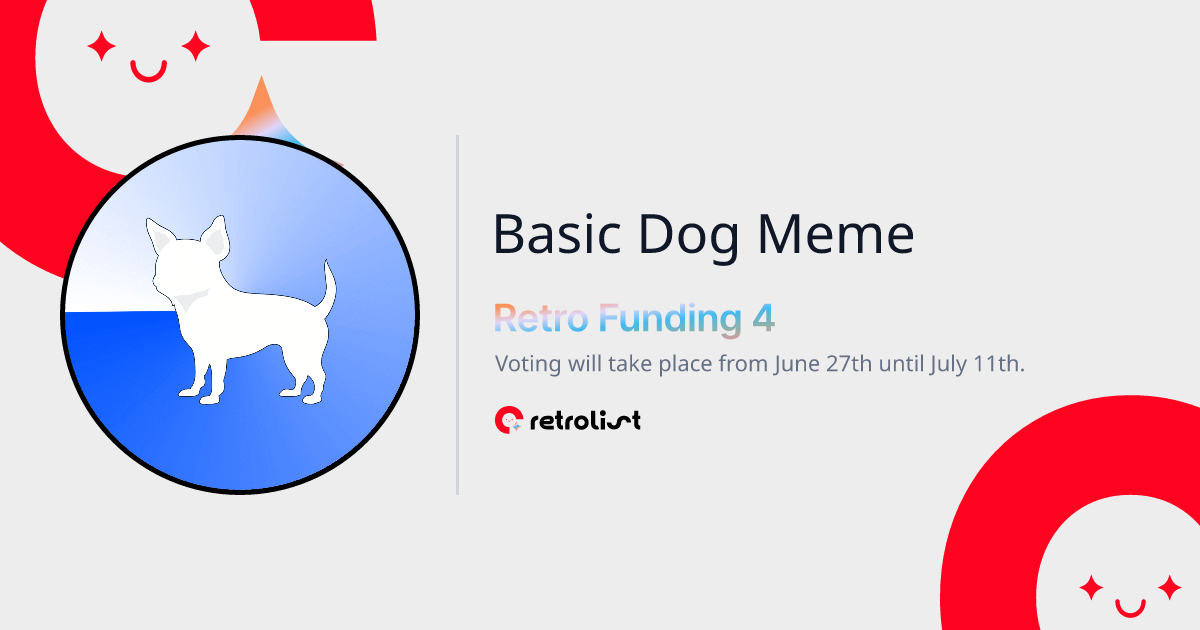 Basic Dog Meme
Retro Funding 4
Voting will take place from June 27th until July 11th.
retrolist